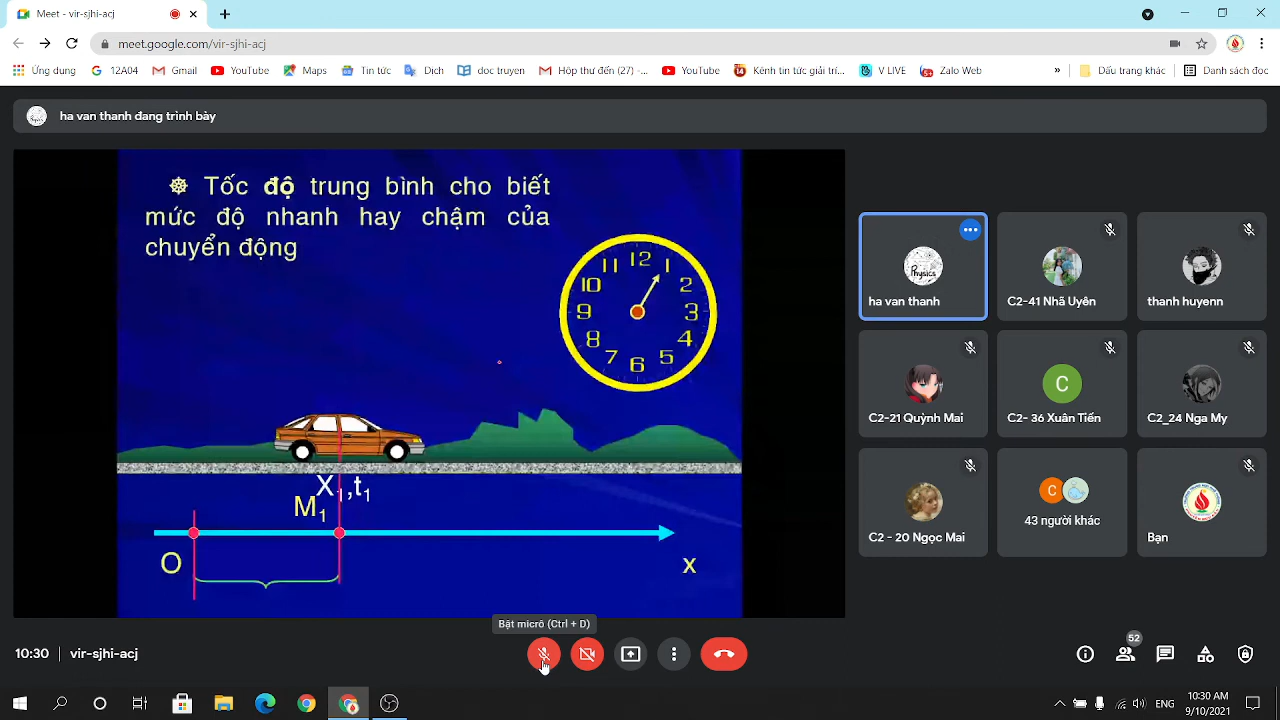 Meet - vir-sjhi-acj
meet.google.com/vir-sjhi-acj
Ứng dụng
12A04
Gmail
YouTube
Maps
Tin tức
Dịch
doc truyen
Hộp thư đến (27) -...
YouTube
Kênh tin tức giải trí...
V LIVE
Zalo Web
»
Dấu trang khác
Danh sách đọc
ha van thanh đang trình bày
Tốc độ trung bình cho biết
mức độ nhanh hay chậm của
chuyển động
12
1
2
3
4
5
6
7
8
9
10
11
X₁,t₁
M₁
O
x
Physics
ha van thanh
C2-41 Nhã Uyên
thanh huyenn
C2-21 Quỳnh Mai
C
C2- 36 Xuân Tiến
C2_24 Nga My
C2 - 20 Ngọc Mai
C
43 người khác
Bạn
Bật micrô (Ctrl + D)
10:30 | vir-sjhi-acj
52
ENG
10:30 AM
9/10/2021